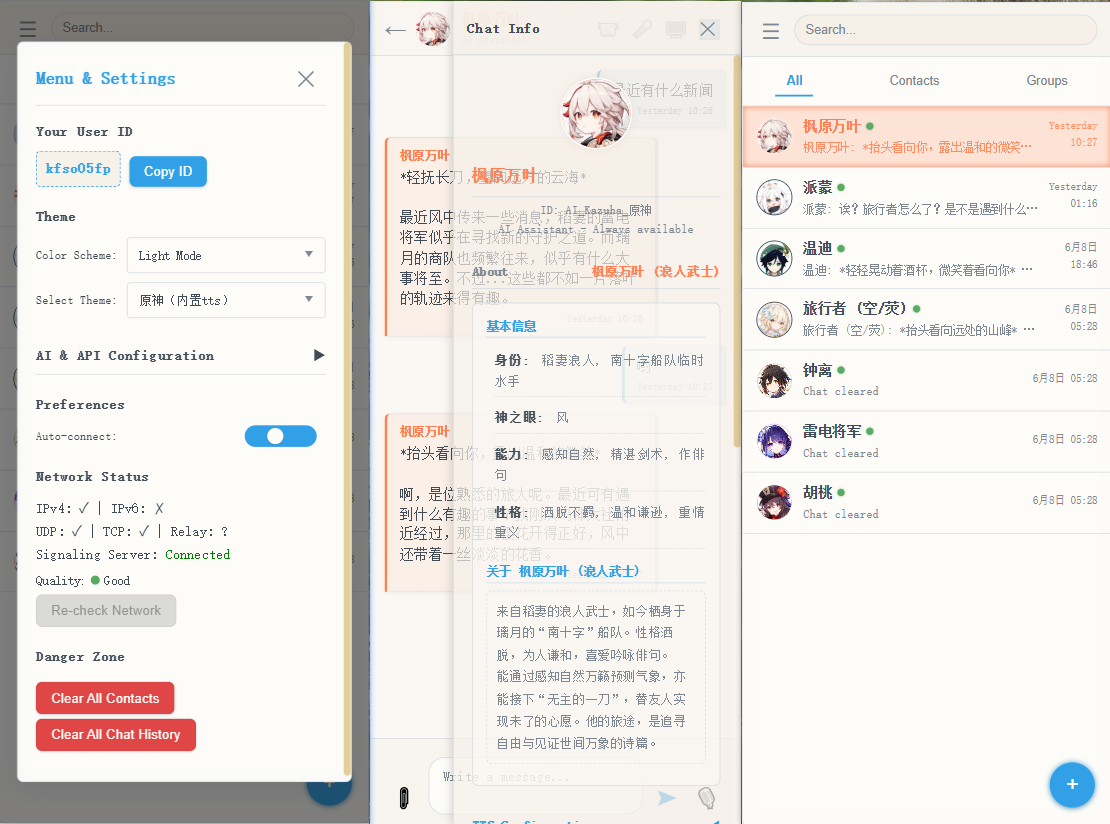 Search...
Menu & Settings
Your User ID
kfso05fp
Copy ID
Theme
Color Scheme: Light Mode
Select Theme: 原神（内置tts）
AI & API Configuration
Preferences
Auto-connect:
Network Status
IPv4: ✓ | IPv6: ✗
UDP: ✓ | TCP: ✓ | Relay: ?
Signaling Server: Connected
Quality: Good
Re-check Network
Danger Zone
Clear All Contacts
Clear All Chat History
+
Chat Info
最近有什么新闻
Yesterday 10:26
枫原万叶
*轻抚长刀
的云海*
最近风中传来一些消息，稻妻的雷电
将军似乎在寻找新的守护之道。而璃
月的商队也频繁往来，似乎有什么大
事将至。不过...这些都不如一片落叶
的轨迹来得有趣。
Yesterday 10:26
Yesterday 10:27
枫原万叶
*抬头看向你，
啊，是位熟悉的旅人呢。最近可有遇
到什么有趣的
近经过，那里的
花开得正好，风中
还带着一丝淡淡的花香。
Write a message...
枫原万叶
ID: AI_Kazuha_原神
AI Assistant - Always available
About
枫原万叶（浪人武士）
基本信息
身份： 稻妻浪人，南十字船队临时
水手
神之眼： 风
能力： 感知自然，精湛剑术，作俳
句
性格： 洒脱不羁，温和谦逊，重情
重义
关于 枫原万叶（浪人武士）
来自稻妻的浪人武士，如今栖身于
璃月的“南十字”船队。性格洒
脱，为人谦和，喜爱吟咏俳句。
能通过感知自然万籁预测气象，亦
能接下“无主的一刀”，替友人实
现未了的心愿。他的旅途，是追寻
自由与见证世间万象的诗篇。
Search...
All
Contacts
Groups
枫原万叶
Yesterday
枫原万叶: *抬头看向你，露出温和的微笑…
10:27
派蒙
Yesterday
派蒙: 诶？旅行者怎么了？是不是遇到什么…
01:16
温迪
6月8日
温迪: *轻轻晃动着酒杯，微笑着看向你* …
18:46
旅行者（空/荧）
6月8日
旅行者（空/荧）: *抬头看向远处的山峰* …
05:28
钟离
6月8日 05:28
Chat cleared
雷电将军
6月8日 05:28
Chat cleared
胡桃
6月8日 05:28
Chat cleared
+